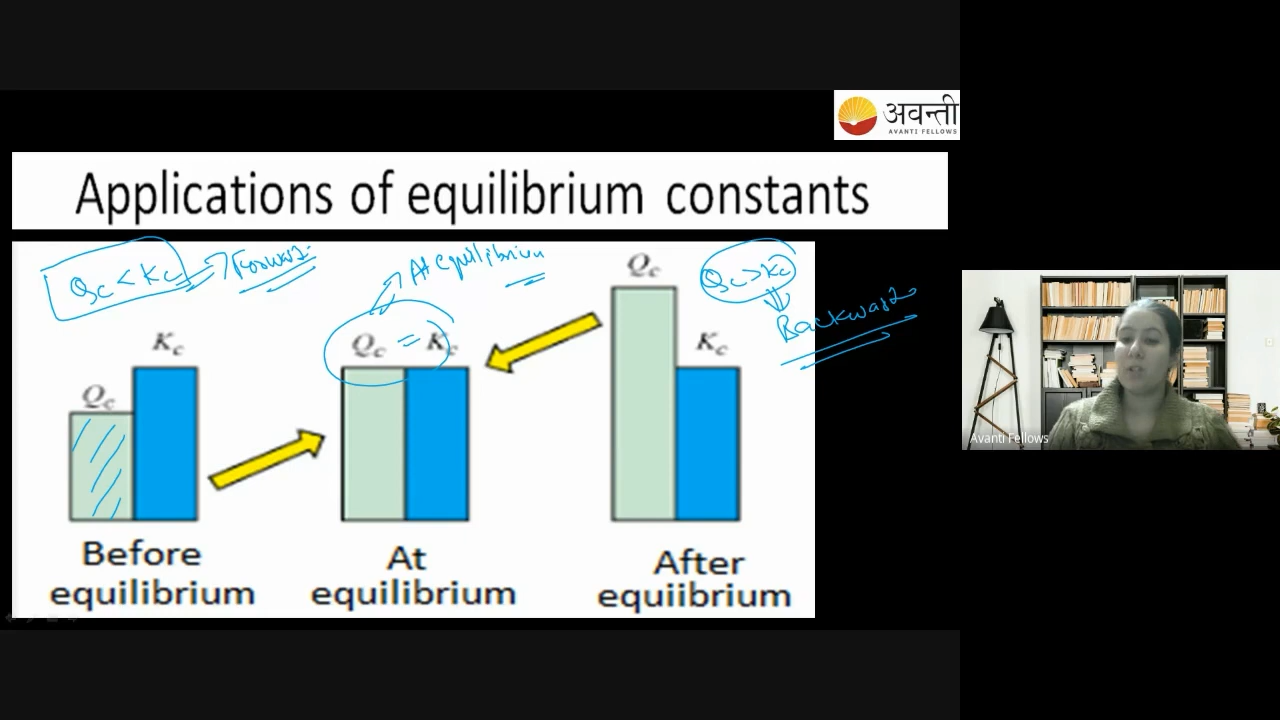 अवन्ती
AVANTI FELLOWS
Applications of equilibrium constants
Qc < Kc → Forward
At equilibrium
Qc
Qc > Kc
Backward
Kc
Qc = Kc
Kc
Qc
Before
equilibrium
At
equilibrium
After
equiibrium
Avanti Fellows